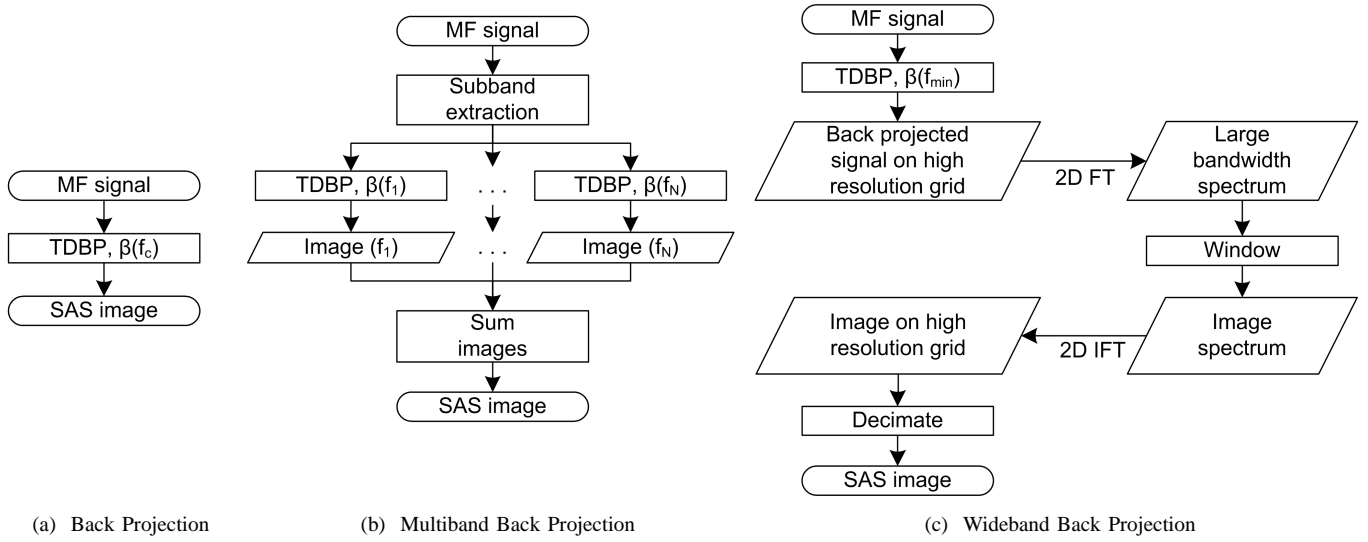 MF signal
TDBP, β(f_c)
SAS image
(a) Back Projection
MF signal
Subband
extraction
TDBP, β(f_1)
. . .
TDBP, β(f_N)
Image (f_1)
. . .
Image (f_N)
Sum
images
SAS image
(b) Multiband Back Projection
MF signal
TDBP, β(f_min)
Back projected
signal on high
resolution grid
2D FT
Large
bandwidth
spectrum
Window
Image
spectrum
2D IFT
Image on high
resolution grid
Decimate
SAS image
(c) Wideband Back Projection